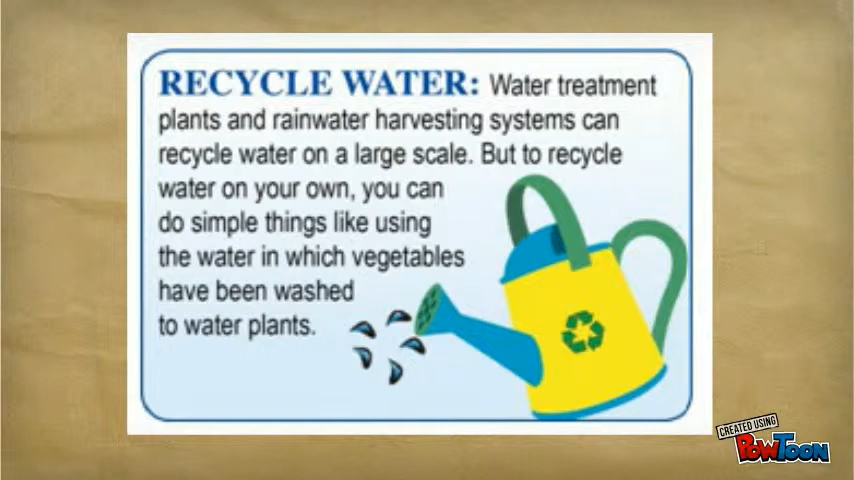 RECYCLE WATER: Water treatment
plants and rainwater harvesting systems can
recycle water on a large scale. But to recycle
water on your own, you can
do simple things like using
the water in which vegetables
have been washed
to water plants.
CREATED USING
POWTOON